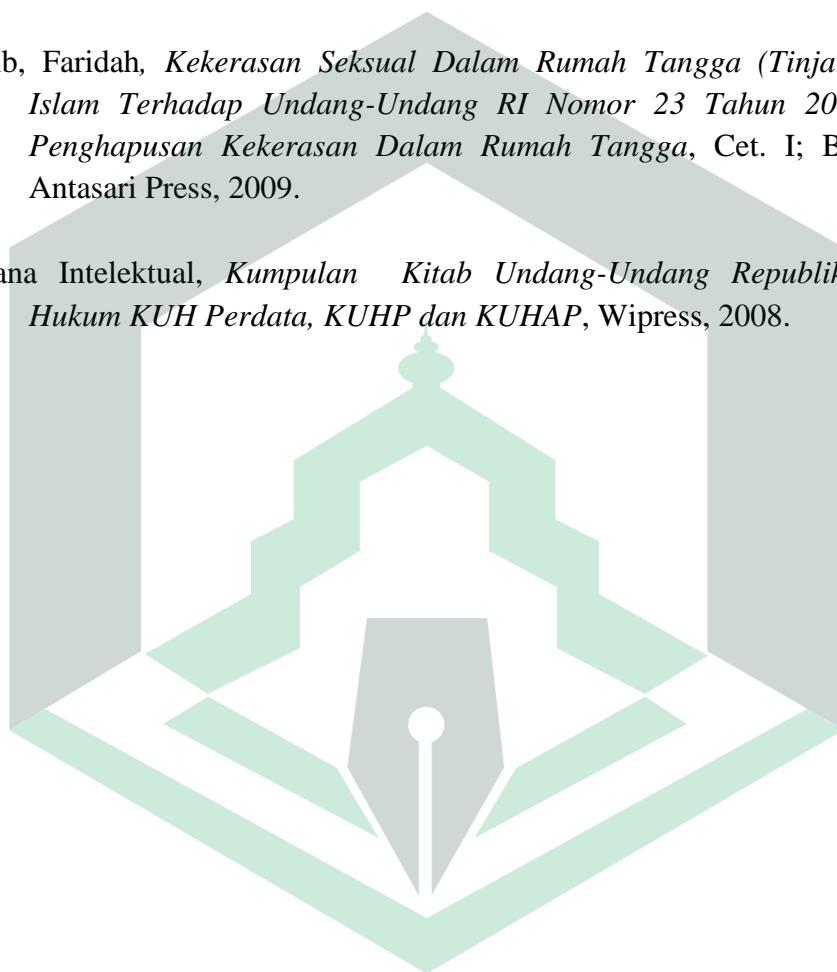 b, Faridah, Kekerasan Seksual Dalam Rumah Tangga (Tinja
Islam Terhadap Undang-Undang RI Nomor 23 Tahun 20
Penghapusan Kekerasan Dalam Rumah Tangga, Cet. I; B
Antasari Press, 2009.
ana Intelektual, Kumpulan Kitab Undang-Undang Republik
Hukum KUH Perdata, KUHP dan KUHAP, Wipress, 2008.